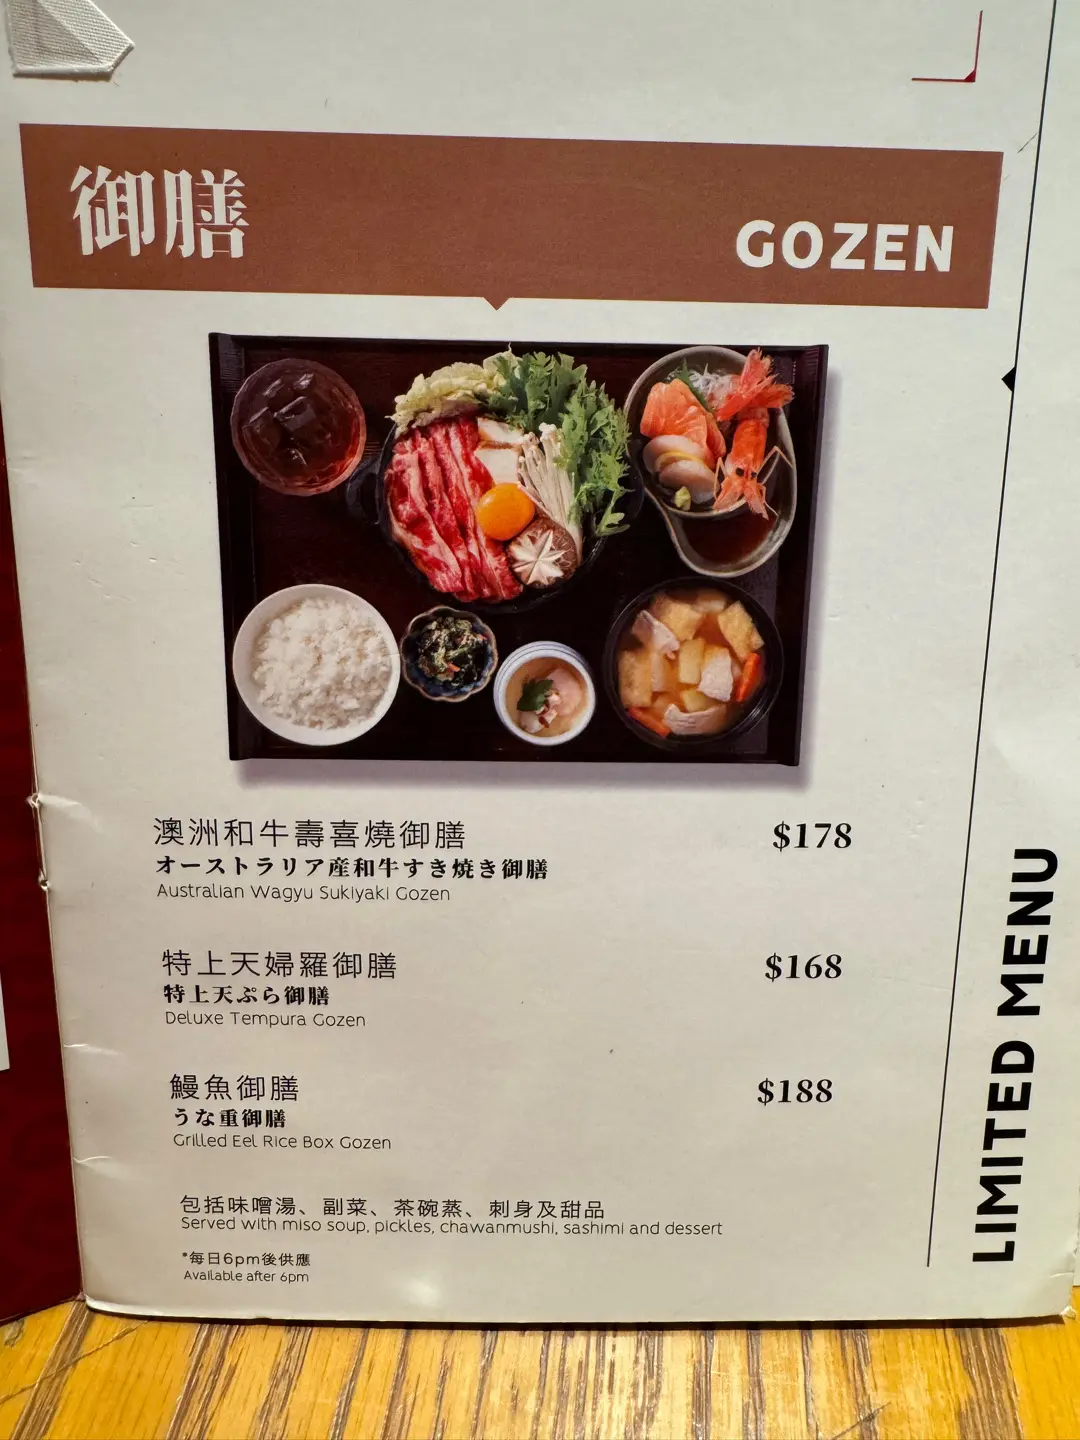 御膳
GOZEN
澳洲和牛壽喜燒御膳
$178
オーストラリア産和牛すき焼き御膳
Australian Wagyu Sukiyaki Gozen
特上天婦羅御膳
$168
特上天ぷら御膳
Deluxe Tempura Gozen
鰻魚御膳
$188
うな重御膳
Grilled Eel Rice Box Gozen
包括味噌湯、副菜、茶碗蒸、刺身及甜品
Served with miso soup, pickles, chawanmushi, sashimi and dessert
*每日6pm後供應
Available after 6pm
LIMITED MENU